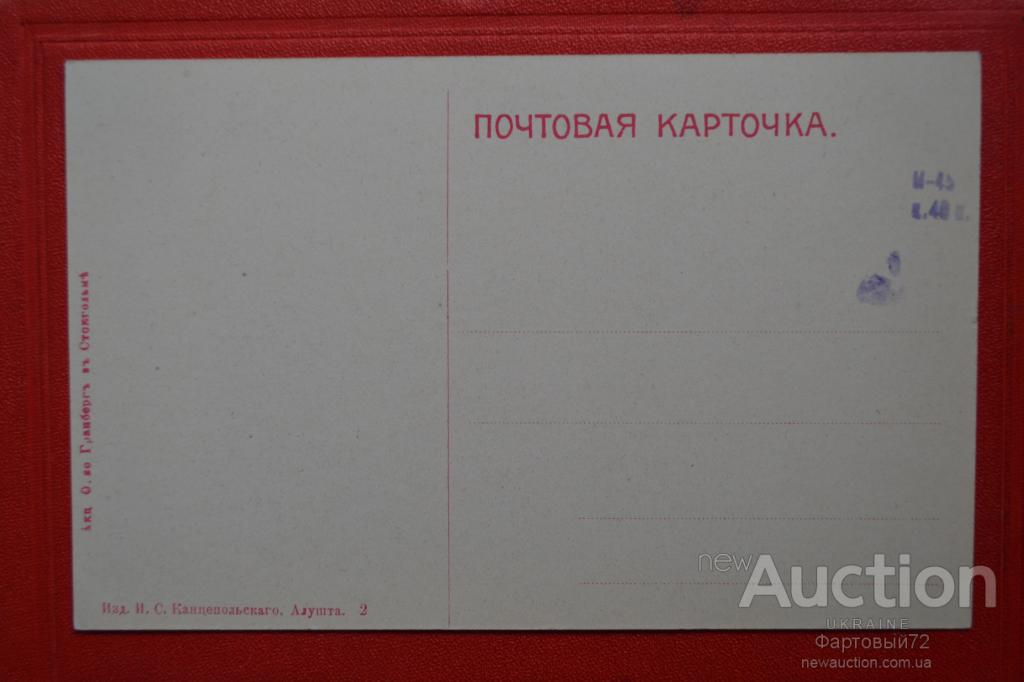 ПОЧТОВАЯ КАРТОЧКА.
Акц О.во Гранбергъ въ Стокгольмѣ
Изд. И. С. Канцепольскаго, Алушта. 2
new Auction
UKRAINE
Фартовый72
newauction.com.ua